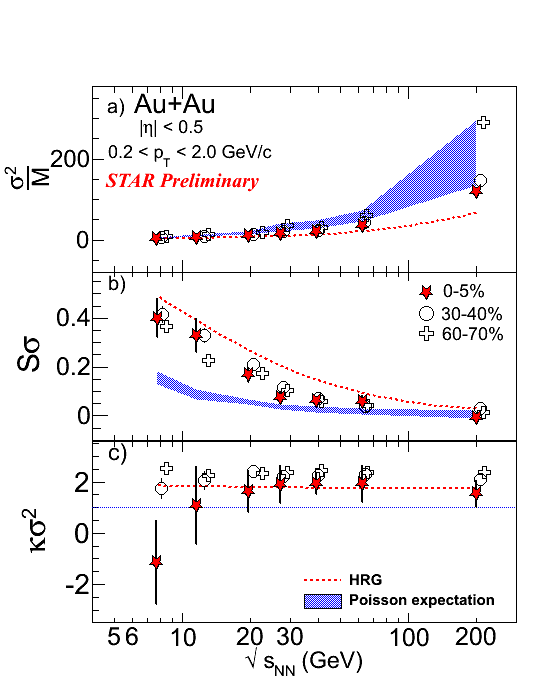 a) Au+Au
|η| < 0.5
0.2 < p_T < 2.0 GeV/c
STAR Preliminary
σ²/M
200
0
b)
0-5%
30-40%
60-70%
Sσ
0.4
0.2
0
c)
κσ²
2
0
-2
HRG
Poisson expectation
5 6 10 20 30 100 200
√s_NN (GeV)